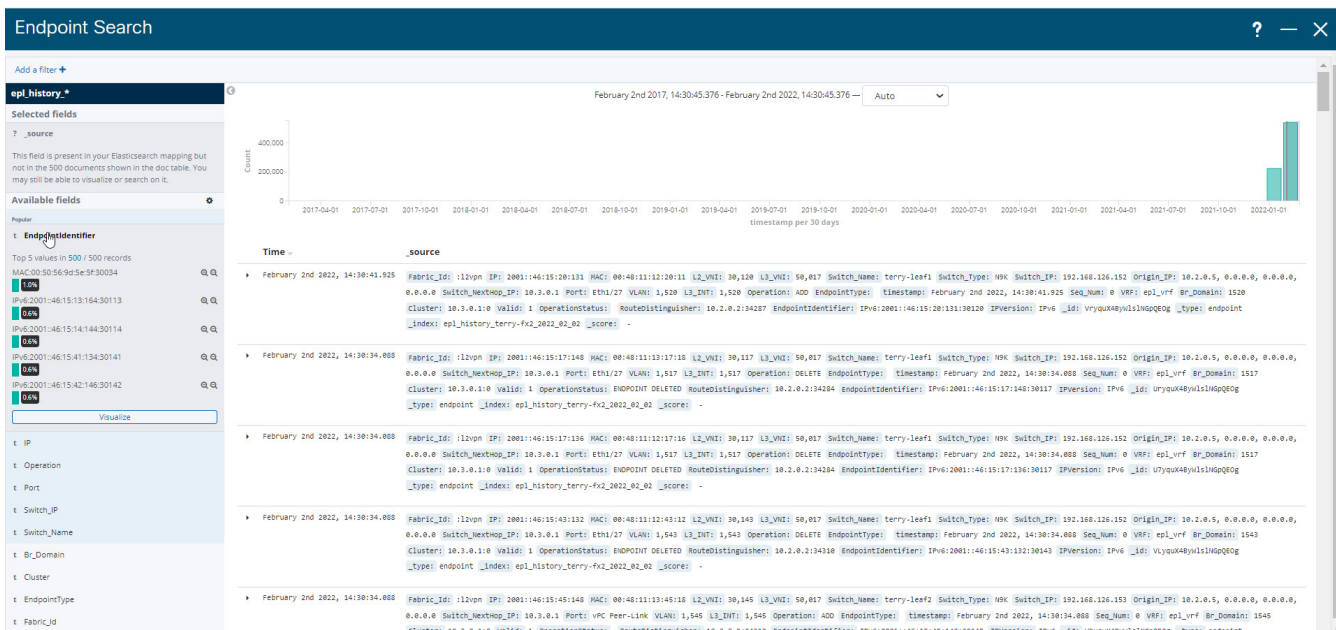 Endpoint Search
? — ×
Add a filter +
epl_history_*
February 2nd 2017, 14:30:45.376 - February 2nd 2022, 14:30:45.376 — Auto
Selected fields
? _source
This field is present in your Elasticsearch mapping but
not in the 500 documents shown in the doc table. You
may still be able to visualize or search on it.
Available fields
Popular
t EndpointIdentifier
Top 5 values in 500 / 500 records
MAC:00:50:56:9d:5e:5f:30034
1.0%
IPv6:2001::46:15:13:164:30113
0.6%
IPv6:2001::46:15:14:144:30114
0.6%
IPv6:2001::46:15:41:134:30141
0.6%
IPv6:2001::46:15:42:146:30142
0.6%
Visualize
t IP
t Operation
t Port
t Switch_IP
t Switch_Name
t Br_Domain
t Cluster
t EndpointType
t Fabric_Id
Count
400,000
200,000
0
2017-04-01 2017-07-01 2017-10-01 2018-01-01 2018-04-01 2018-07-01 2018-10-01 2019-01-01 2019-04-01 2019-07-01 2019-10-01 2020-01-01 2020-04-01 2020-07-01 2020-10-01 2021-01-01 2021-04-01 2021-07-01 2021-10-01 2022-01-01
timestamp per 30 days
Time _source
February 2nd 2022, 14:30:41.925 Fabric_Id: :l2vpn IP: 2001::46:15:20:131 MAC: 00:48:11:12:20:11 L2_VNI: 30,120 L3_VNI: 50,017 Switch_Name: terry-leaf1 Switch_Type: N9K Switch_IP: 192.168.126.152 Origin_IP: 10.2.0.5, 0.0.0.0, 0.0.0.0,
0.0.0.0 Switch_NextHop_IP: 10.3.0.1 Port: Eth1/27 VLAN: 1,520 L3_INT: 1,520 Operation: ADD EndpointType: timestamp: February 2nd 2022, 14:30:41.925 Seq_Num: 0 VRF: epl_vrf Br_Domain: 1520
Cluster: 10.3.0.1:0 Valid: 1 OperationStatus: RouteDistinguisher: 10.2.0.2:34287 EndpointIdentifier: IPv6:2001::46:15:20:131:30120 IPVersion: IPv6 _id: VryquX4ByWlslNGpQEOg _type: endpoint
_index: epl_history_terry-fx2_2022_02_02 _score: -
February 2nd 2022, 14:30:34.088 Fabric_Id: :l2vpn IP: 2001::46:15:17:148 MAC: 00:48:11:13:17:18 L2_VNI: 30,117 L3_VNI: 50,017 Switch_Name: terry-leaf1 Switch_Type: N9K Switch_IP: 192.168.126.152 Origin_IP: 10.2.0.5, 0.0.0.0, 0.0.0.0,
0.0.0.0 Switch_NextHop_IP: 10.3.0.1 Port: Eth1/27 VLAN: 1,517 L3_INT: 1,517 Operation: DELETE EndpointType: timestamp: February 2nd 2022, 14:30:34.088 Seq_Num: 0 VRF: epl_vrf Br_Domain: 1517
Cluster: 10.3.0.1:0 Valid: 1 OperationStatus: ENDPOINT DELETED RouteDistinguisher: 10.2.0.2:34284 EndpointIdentifier: IPv6:2001::46:15:17:148:30117 IPVersion: IPv6 _id: UryquX4ByWlslNGpQEOg
_type: endpoint _index: epl_history_terry-fx2_2022_02_02 _score: -
February 2nd 2022, 14:30:34.088 Fabric_Id: :l2vpn IP: 2001::46:15:17:136 MAC: 00:48:11:12:17:16 L2_VNI: 30,117 L3_VNI: 50,017 Switch_Name: terry-leaf1 Switch_Type: N9K Switch_IP: 192.168.126.152 Origin_IP: 10.2.0.5, 0.0.0.0, 0.0.0.0,
0.0.0.0 Switch_NextHop_IP: 10.3.0.1 Port: Eth1/27 VLAN: 1,517 L3_INT: 1,517 Operation: DELETE EndpointType: timestamp: February 2nd 2022, 14:30:34.088 Seq_Num: 0 VRF: epl_vrf Br_Domain: 1517
Cluster: 10.3.0.1:0 Valid: 1 OperationStatus: ENDPOINT DELETED RouteDistinguisher: 10.2.0.2:34284 EndpointIdentifier: IPv6:2001::46:15:17:136:30117 IPVersion: IPv6 _id: U7yquX4ByWlslNGpQEOg
_type: endpoint _index: epl_history_terry-fx2_2022_02_02 _score: -
February 2nd 2022, 14:30:34.088 Fabric_Id: :l2vpn IP: 2001::46:15:43:132 MAC: 00:48:11:12:43:12 L2_VNI: 30,143 L3_VNI: 50,017 Switch_Name: terry-leaf1 Switch_Type: N9K Switch_IP: 192.168.126.152 Origin_IP: 10.2.0.5, 0.0.0.0, 0.0.0.0,
0.0.0.0 Switch_NextHop_IP: 10.3.0.1 Port: Eth1/27 VLAN: 1,543 L3_INT: 1,543 Operation: DELETE EndpointType: timestamp: February 2nd 2022, 14:30:34.088 Seq_Num: 0 VRF: epl_vrf Br_Domain: 1543
Cluster: 10.3.0.1:0 Valid: 1 OperationStatus: ENDPOINT DELETED RouteDistinguisher: 10.2.0.2:34310 EndpointIdentifier: IPv6:2001::46:15:43:132:30143 IPVersion: IPv6 _id: VLyquX4ByWlslNGpQEOg
_type: endpoint _index: epl_history_terry-fx2_2022_02_02 _score: -
February 2nd 2022, 14:30:34.088 Fabric_Id: :l2vpn IP: 2001::46:15:45:148 MAC: 00:48:11:13:45:18 L2_VNI: 30,145 L3_VNI: 50,017 Switch_Name: terry-leaf2 Switch_Type: N9K Switch_IP: 192.168.126.153 Origin_IP: 10.2.0.5, 0.0.0.0, 0.0.0.0,
0.0.0.0 Switch_NextHop_IP: 10.3.0.1 Port: vPC Peer-Link VLAN: 1,545 L3_INT: 1,545 Operation: ADD EndpointType: timestamp: February 2nd 2022, 14:30:34.088 Seq_Num: 0 VRF: epl_vrf Br_Domain: 1545